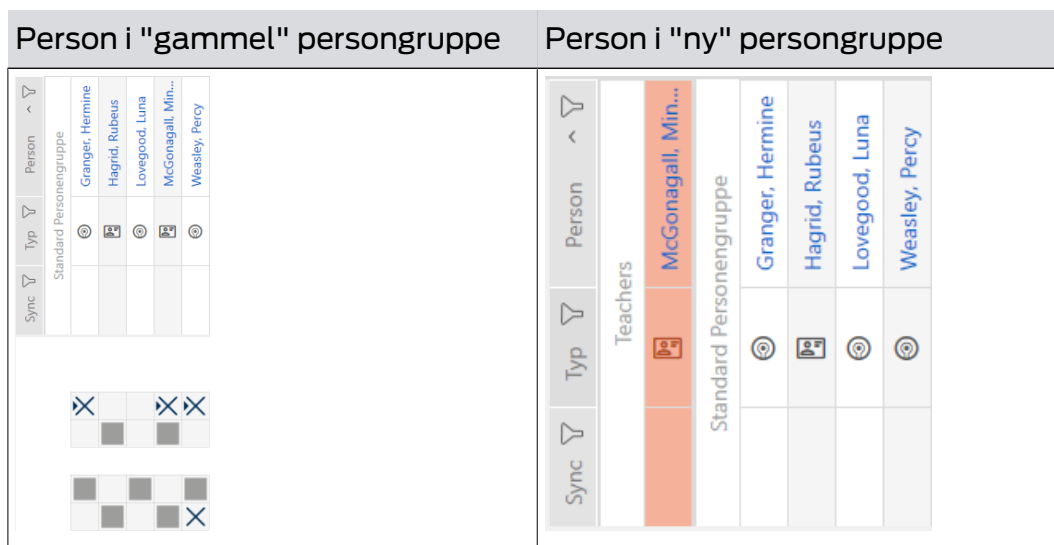 Person i "gammel" persongruppe
Person i "ny" persongruppe
Sync Typ Person
Standard Personengruppe
Granger, Hermine
Hagrid, Rubeus
Lovegood, Luna
McGonagall, Min...
Weasley, Percy
Sync Typ Person
Teachers
McGonagall, Min...
Standard Personengruppe
Granger, Hermine
Hagrid, Rubeus
Lovegood, Luna
Weasley, Percy